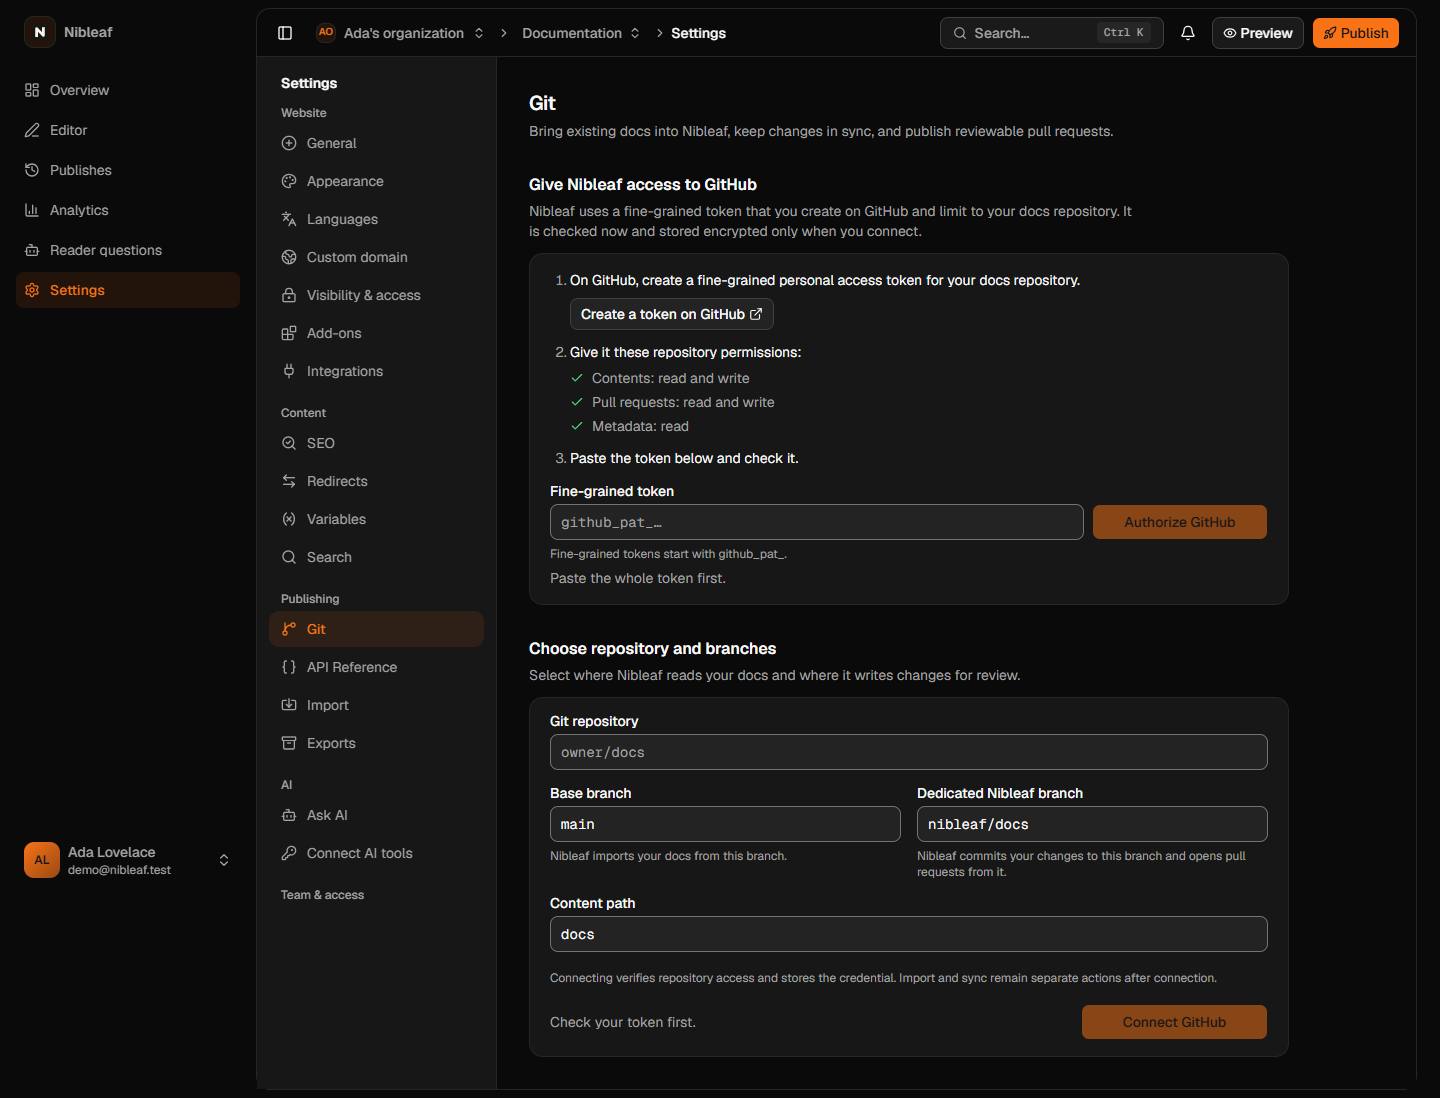 N Nibleaf
Overview
Editor
Publishes
Analytics
Reader questions
Settings
AL
Ada Lovelace
demo@nibleaf.test
AO Ada's organization
Documentation
Settings
Search...
Ctrl K
Preview
Publish
Settings
Website
General
Appearance
Languages
Custom domain
Visibility & access
Add-ons
Integrations
Content
SEO
Redirects
Variables
Search
Publishing
Git
API Reference
Import
Exports
AI
Ask AI
Connect AI tools
Team & access
Git
Bring existing docs into Nibleaf, keep changes in sync, and publish reviewable pull requests.
Give Nibleaf access to GitHub
Nibleaf uses a fine-grained token that you create on GitHub and limit to your docs repository. It
is checked now and stored encrypted only when you connect.
1. On GitHub, create a fine-grained personal access token for your docs repository.
Create a token on GitHub
2. Give it these repository permissions:
Contents: read and write
Pull requests: read and write
Metadata: read
3. Paste the token below and check it.
Fine-grained token
github_pat_…
Authorize GitHub
Fine-grained tokens start with github_pat_.
Paste the whole token first.
Choose repository and branches
Select where Nibleaf reads your docs and where it writes changes for review.
Git repository
owner/docs
Base branch
main
Nibleaf imports your docs from this branch.
Dedicated Nibleaf branch
nibleaf/docs
Nibleaf commits your changes to this branch and opens pull
requests from it.
Content path
docs
Connecting verifies repository access and stores the credential. Import and sync remain separate actions after connection.
Check your token first.
Connect GitHub